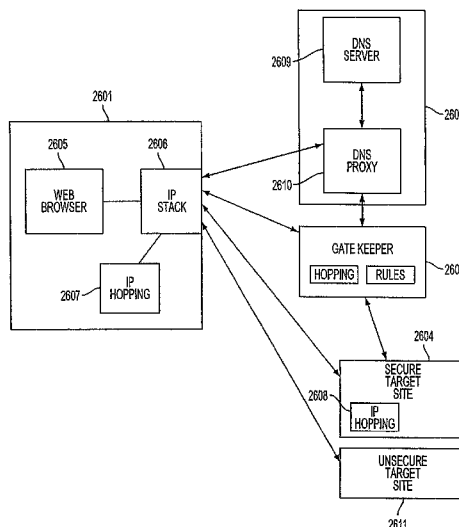 2601
2605
2606
WEB
BROWSER
IP
STACK
2607
IP
HOPPING
2609
DNS
SERVER
2610
DNS
PROXY
260
GATE KEEPER
HOPPING
RULES
260
2604
SECURE
TARGET
SITE
2608
IP
HOPPING
UNSECURE
TARGET
SITE
2611